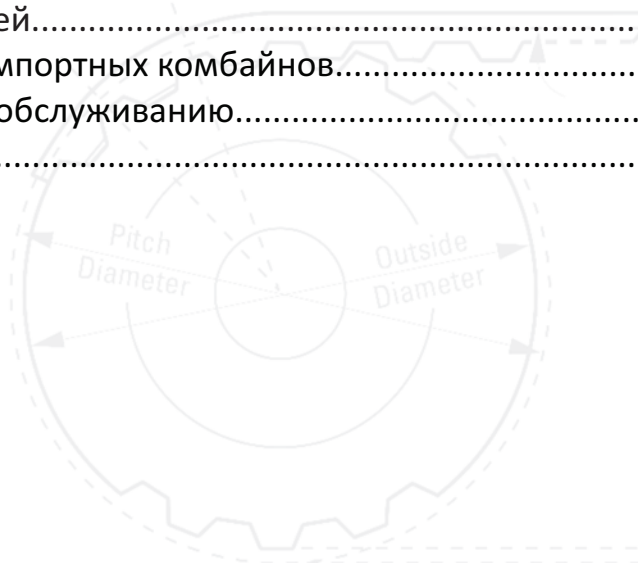 ей..............................................................
мпортных комбайнов....................................
обслуживанию................................................
..................................................................
Pitch Outside
Diameter Diameter